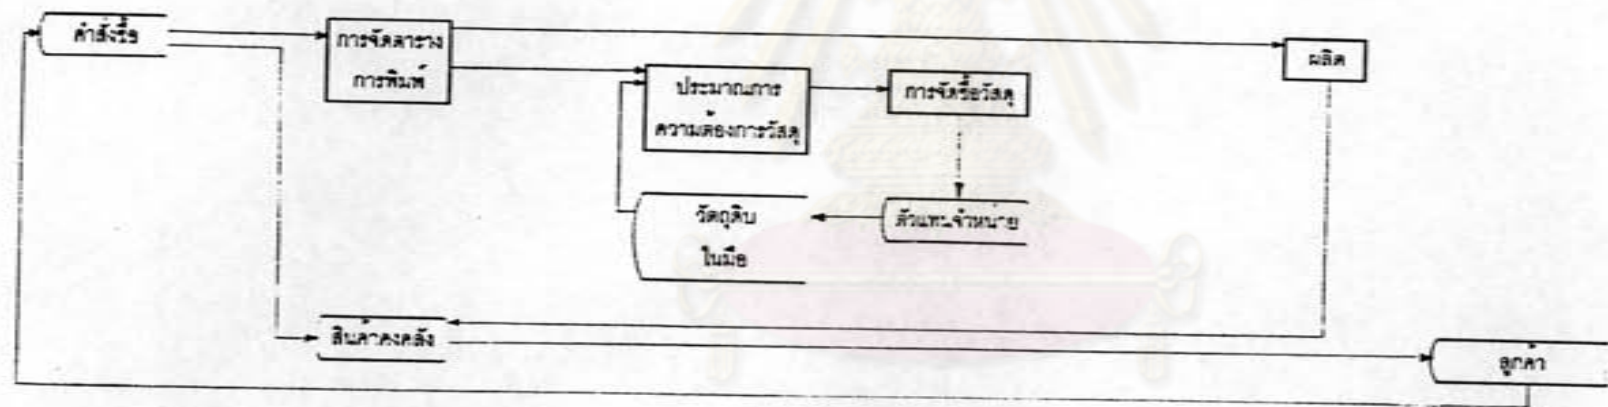 คำสั่งซื้อ
การจัดตาราง
การพิมพ์
ผลิต
ประมาณการ
ความต้องการวัสดุ
การจัดซื้อวัสดุ
วัตถุดิบ
ในมือ
ตัวแทนจำหน่าย
สินค้าคงคลัง
ลูกค้า